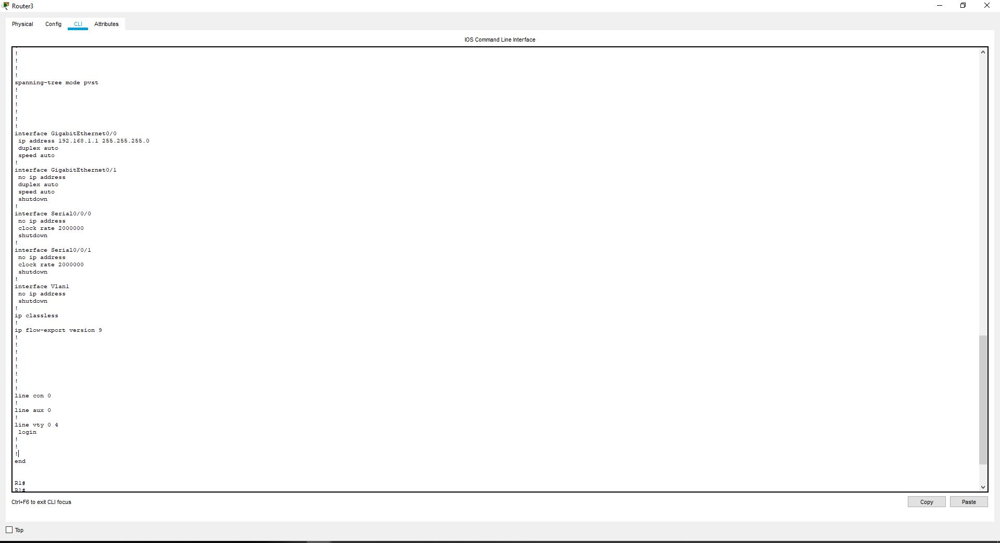 Router3
Physical Config CLI Attributes
IOS Command Line Interface
!
!
!
!
spanning-tree mode pvst
!
!
!
!
!
!
interface GigabitEthernet0/0
 ip address 192.168.1.1 255.255.255.0
 duplex auto
 speed auto
!
interface GigabitEthernet0/1
 no ip address
 duplex auto
 speed auto
 shutdown
!
interface Serial0/0/0
 no ip address
 clock rate 2000000
 shutdown
!
interface Serial0/0/1
 no ip address
 clock rate 2000000
 shutdown
!
interface Vlan1
 no ip address
 shutdown
!
ip classless
!
ip flow-export version 9
!
!
!
!
!
!
!
!
line con 0
!
line aux 0
!
line vty 0 4
 login
!
!
!
end
R1#
R1#
Ctrl+F6 to exit CLI focus
Copy Paste
Top